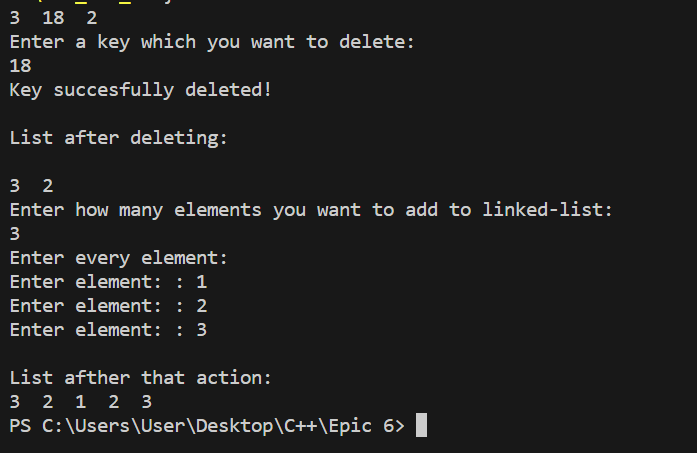 3  18  2
Enter a key which you want to delete:
18
Key succesfully deleted!
List after deleting:
3  2
Enter how many elements you want to add to linked-list:
3
Enter every element:
Enter element: : 1
Enter element: : 2
Enter element: : 3
List afther that action:
3  2  1  2  3
PS C:\Users\User\Desktop\C++\Epic 6>